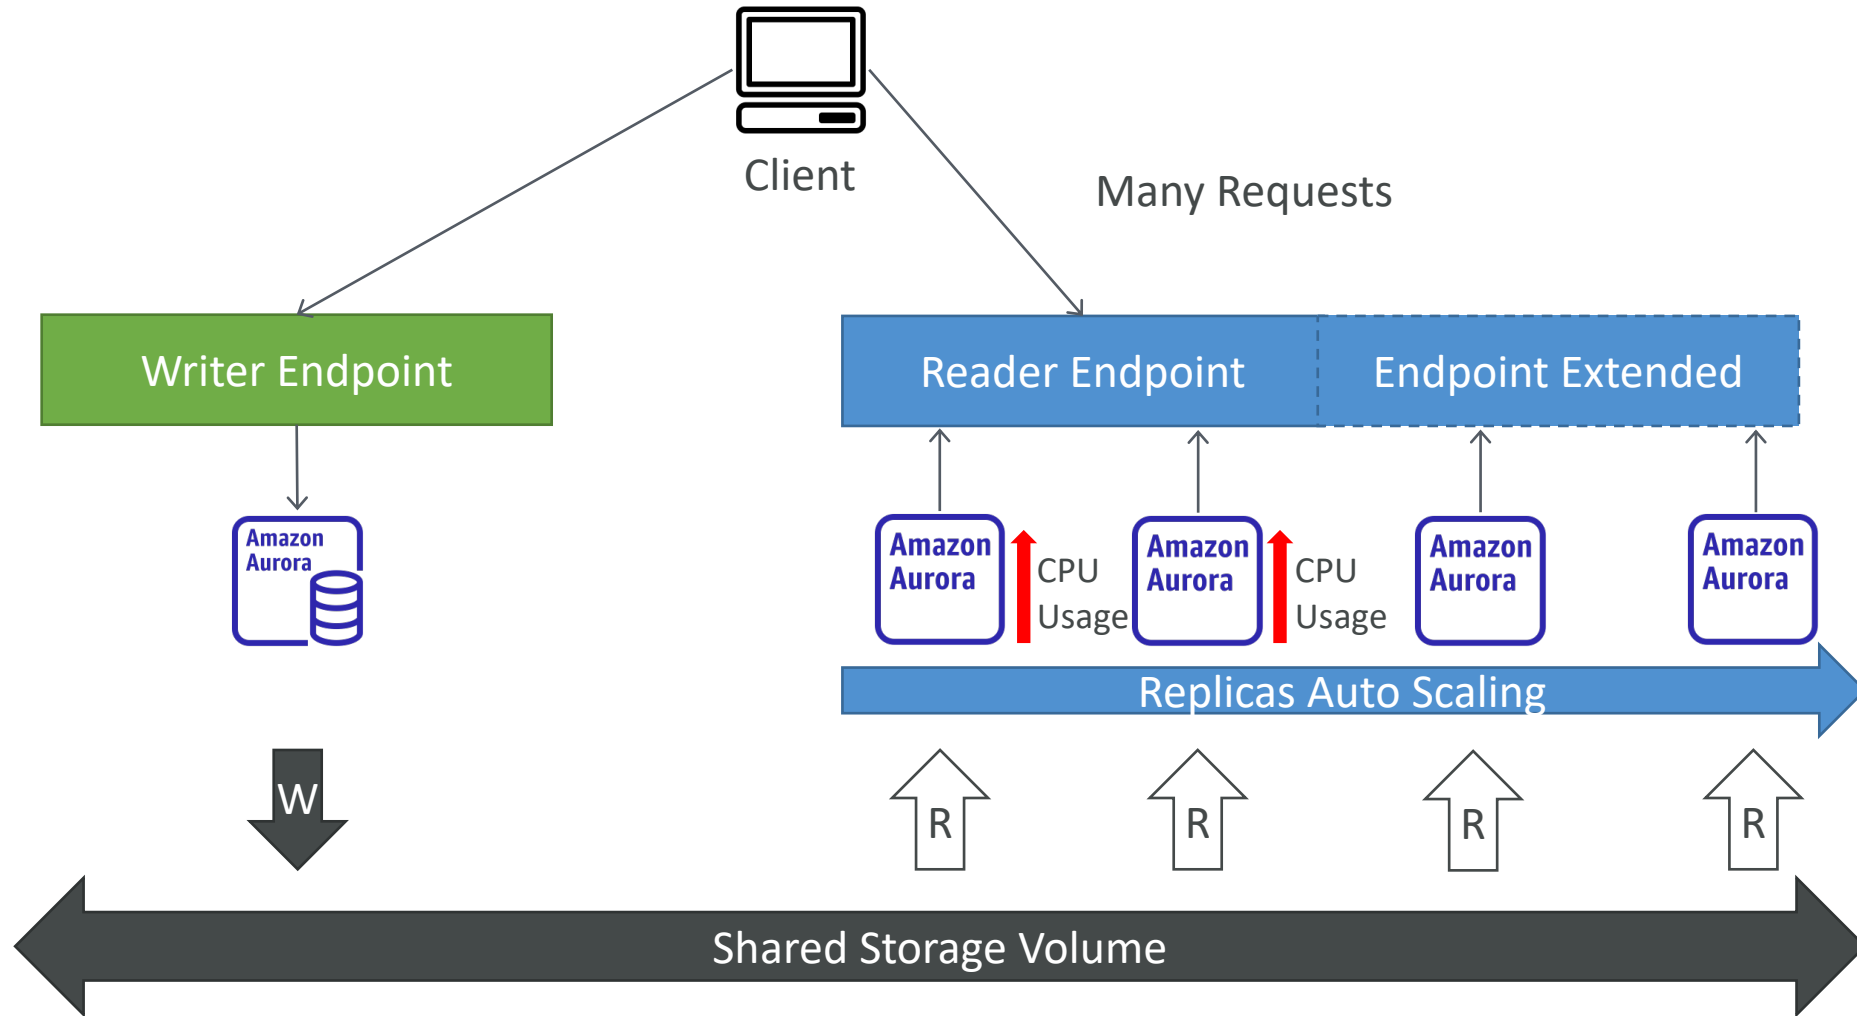 Client
Many Requests
Writer Endpoint
Reader Endpoint
Endpoint Extended
Amazon
Aurora
Amazon
Aurora
CPU
Usage
Amazon
Aurora
CPU
Usage
Amazon
Aurora
Amazon
Aurora
Replicas Auto Scaling
W
R
R
R
R
Shared Storage Volume